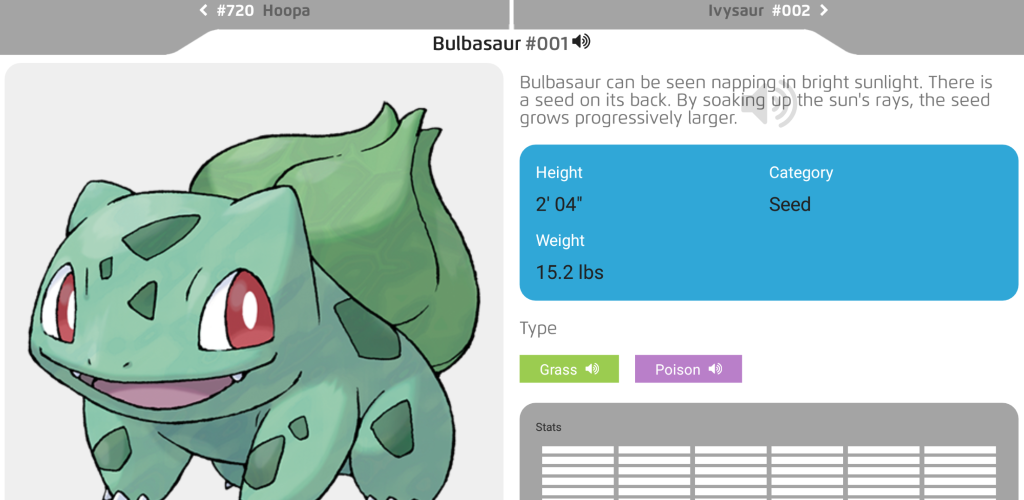 #720 Hoopa
Ivysaur #002
Bulbasaur #001
Bulbasaur can be seen napping in bright sunlight. There is
a seed on its back. By soaking up the sun's rays, the seed
grows progressively larger.
Height
Category
2' 04"
Seed
Weight
15.2 lbs
Type
Grass
Poison
Stats